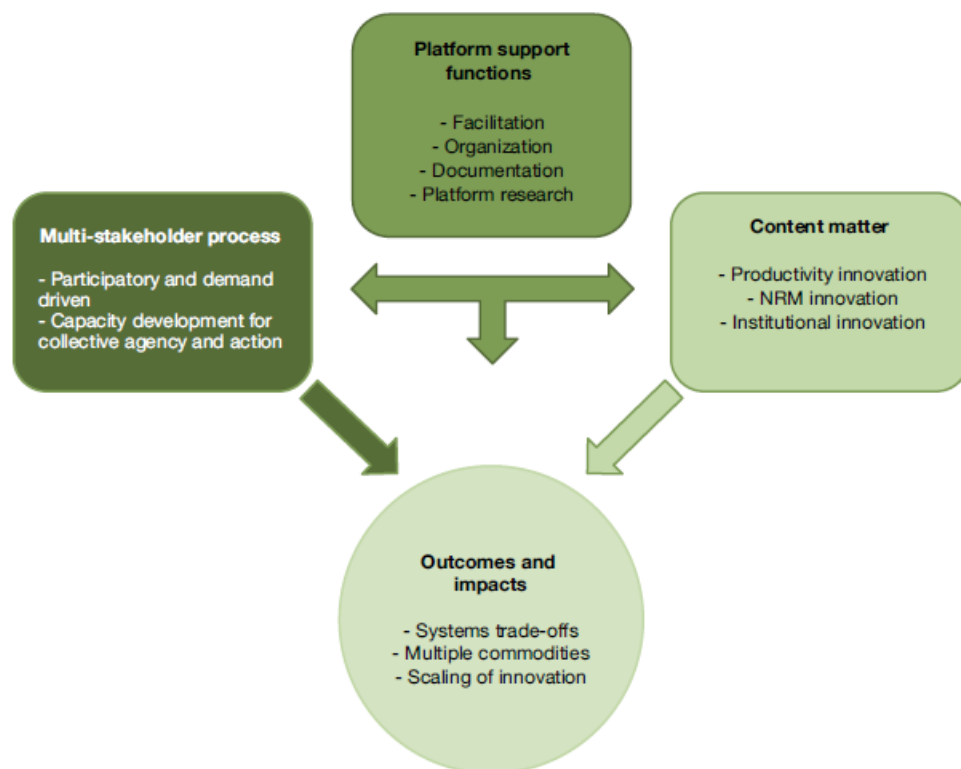 Platform support
functions
- Facilitation
- Organization
- Documentation
- Platform research
Multi-stakeholder process
- Participatory and demand
driven
- Capacity development for
collective agency and action
Content matter
- Productivity innovation
- NRM innovation
- Institutional innovation
Outcomes and
impacts
- Systems trade-offs
- Multiple commodities
- Scaling of innovation